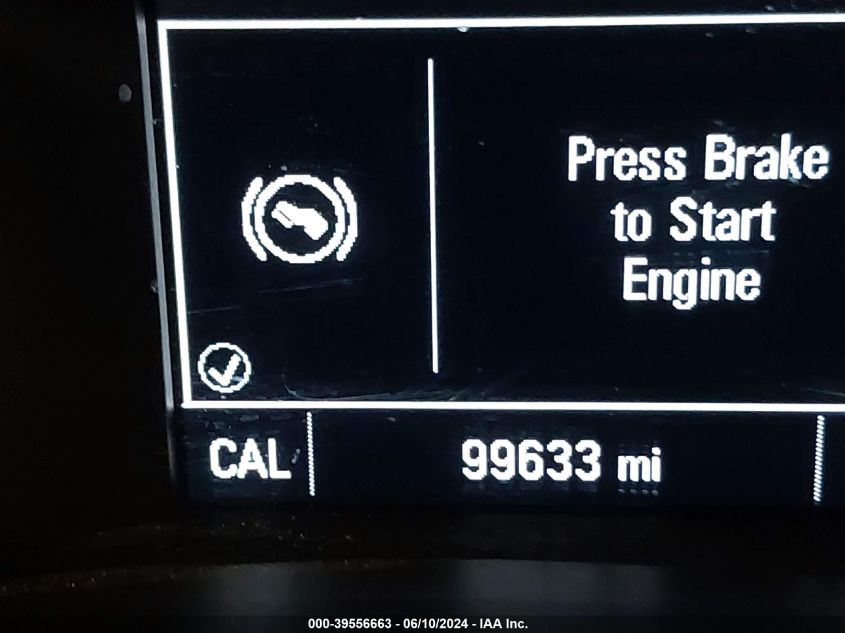 Press Brake
to Start
Engine
CAL
99633 mi
000-39556663 - 06/10/2024 - IAA Inc.